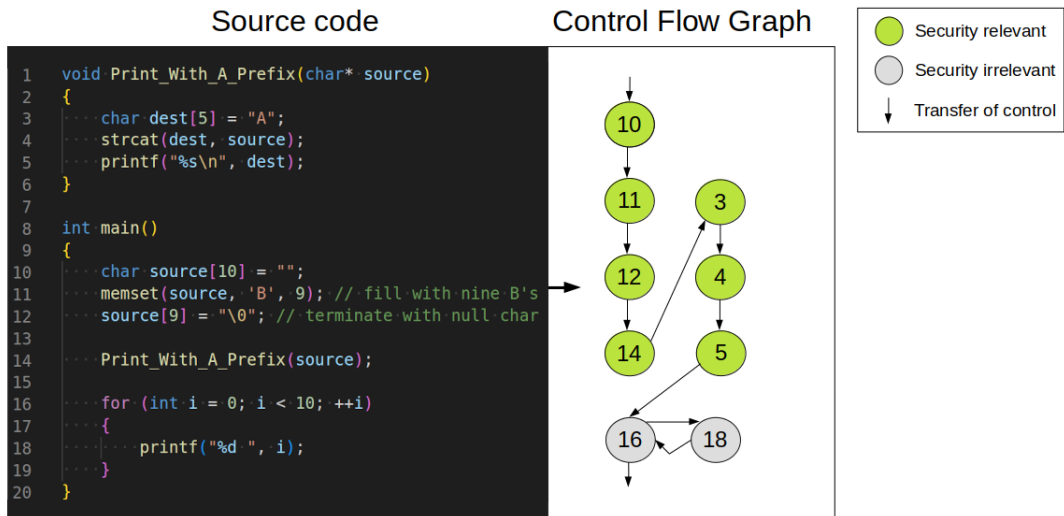 Source code
Control Flow Graph
1 void Print_With_A_Prefix(char* source)
2 {
3 char dest[5] = "A";
4 strcat(dest, source);
5 printf("%s\n", dest);
6 }
7
8 int main()
9 {
10 char source[10] = "";
11 memset(source, 'B', 9); // fill with nine B's
12 source[9] = "\0"; // terminate with null char
13
14 Print_With_A_Prefix(source);
15
16 for (int i = 0; i < 10; ++i)
17 {
18 printf("%d ", i);
19 }
20 }
10
11 3
12 4
14 5
16 18
Security relevant
Security irrelevant
Transfer of control